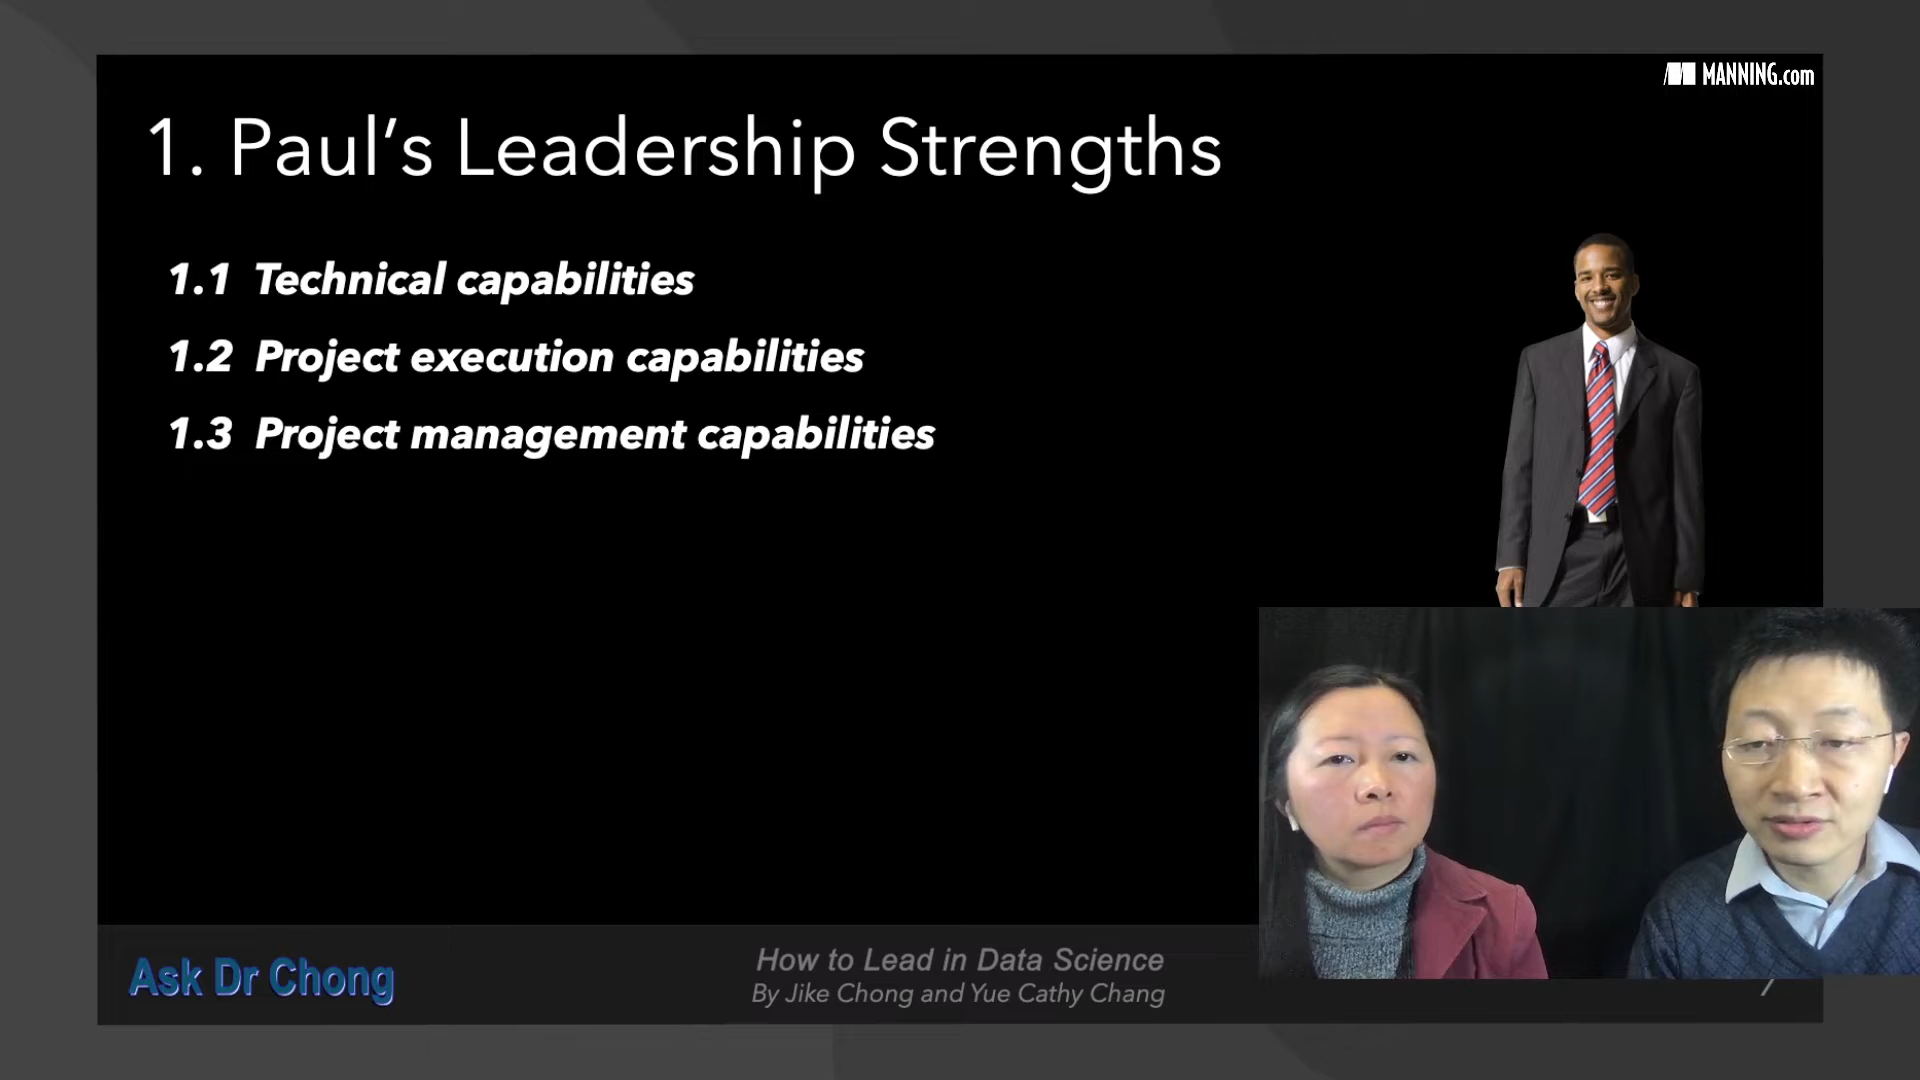 MANNING.com
1. Paul’s Leadership Strengths
1.1 Technical capabilities
1.2 Project execution capabilities
1.3 Project management capabilities
Ask Dr Chong
How to Lead in Data Science
By Jike Chong and Yue Cathy Chang